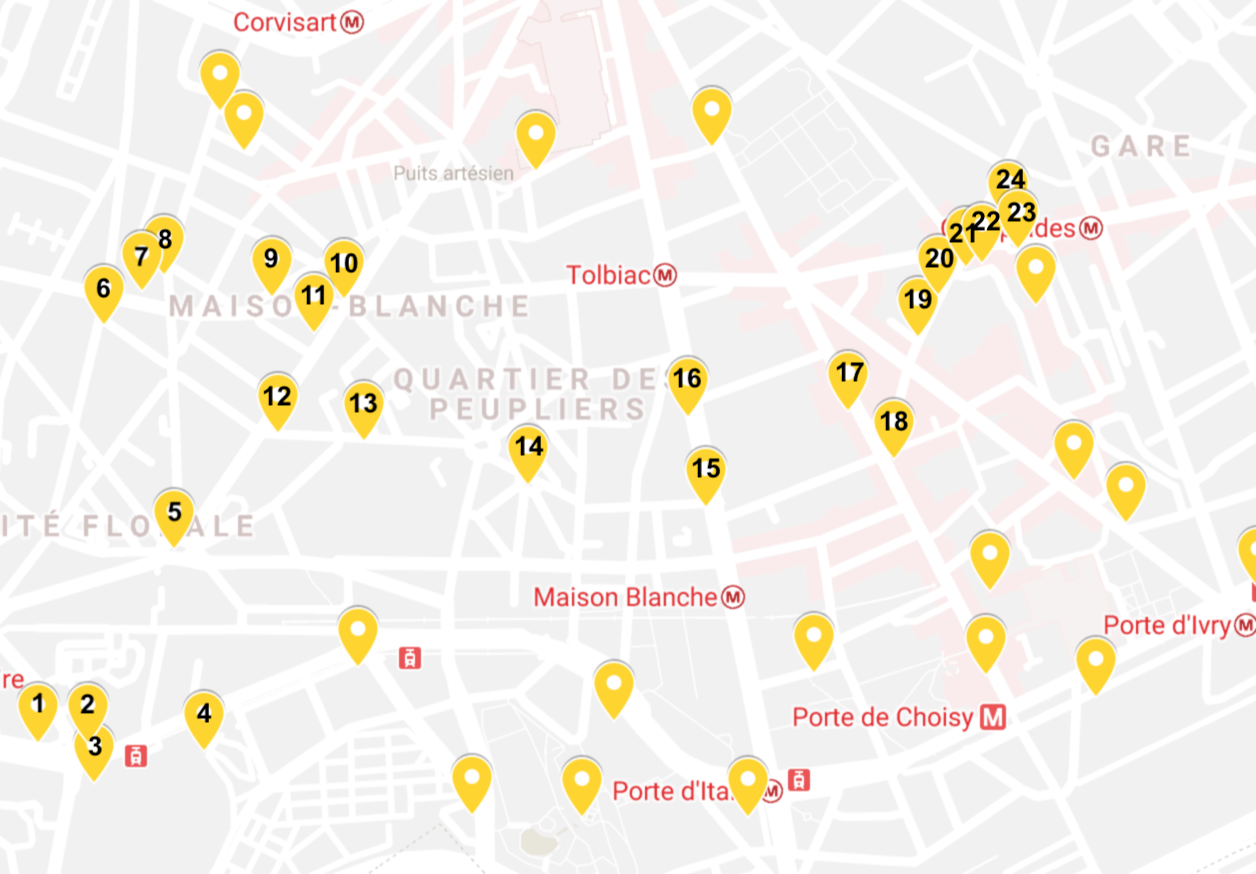 Corvisart M
GARE
Puits artésien
24
23
22
21
des M
20
8
7
9
10
Tolbiac M
6
11
19
MAISO -BLANCHE
17
16
QUARTIER DES
PEUPLIERS
12
13
18
14
15
5
ITÉ FLO ALE
Maison Blanche M
Porte d'Ivry M
re
1
2
4
3
Porte de Choisy M
Porte d'Ita M